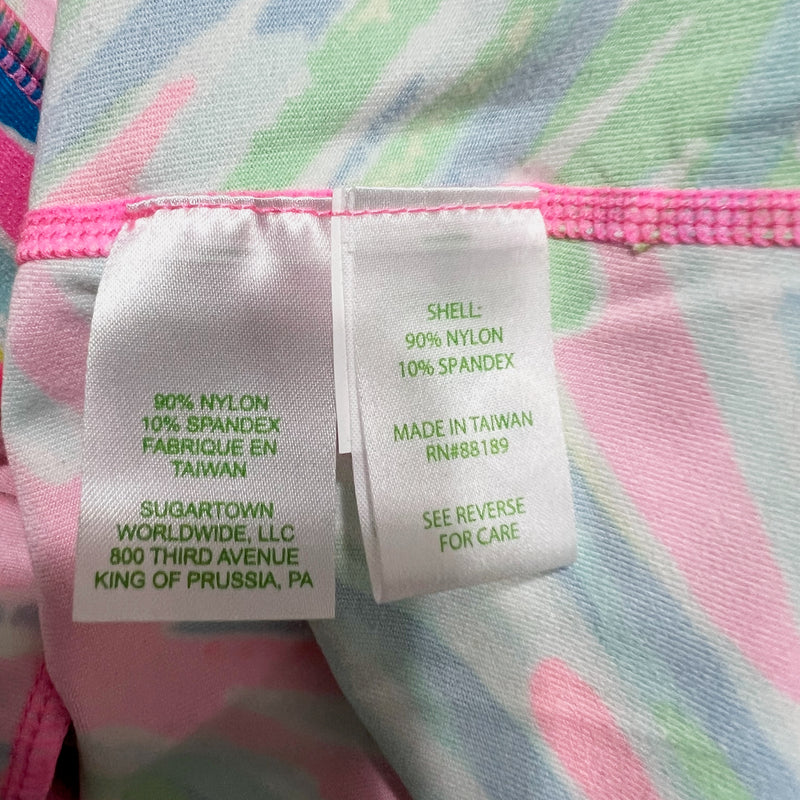 90% NYLON
10% SPANDEX
FABRIQUE EN
TAIWAN
SUGARTOWN
WORLDWIDE, LLC
800 THIRD AVENUE
KING OF PRUSSIA, PA
SHELL:
90% NYLON
10% SPANDEX
MADE IN TAIWAN
RN#88189
SEE REVERSE
FOR CARE